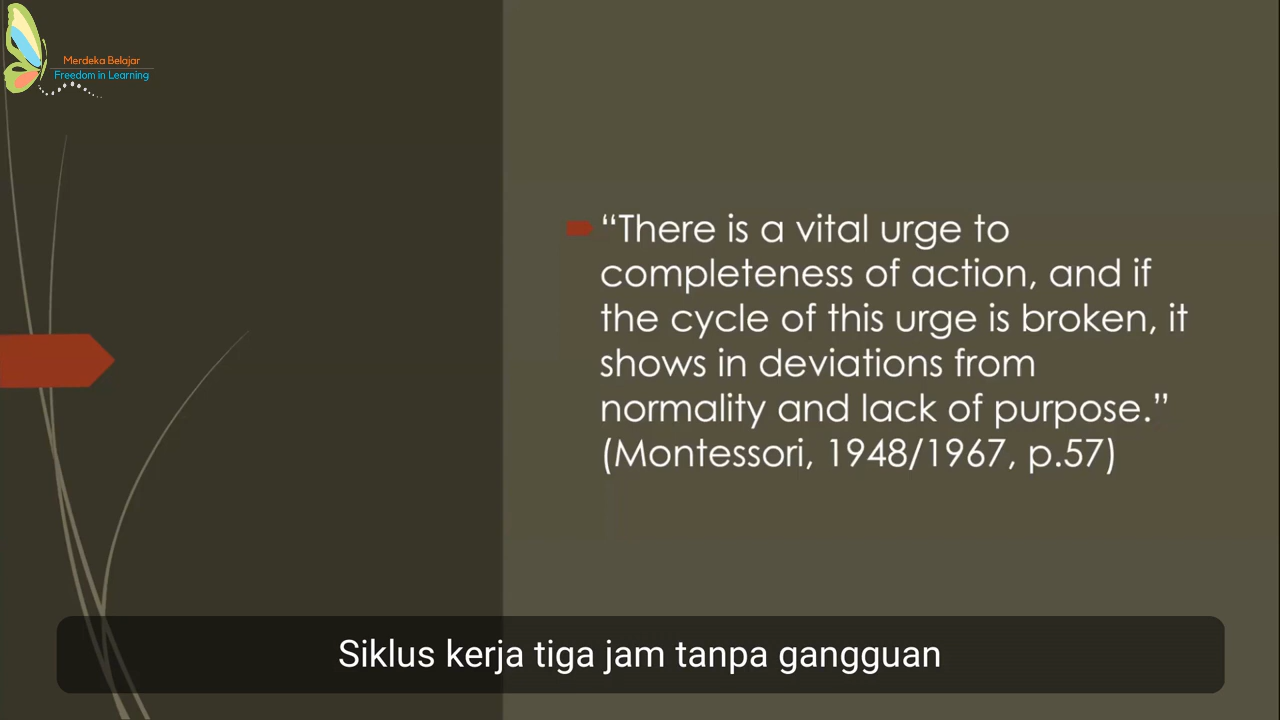 Merdeka Belajar
Freedom in Learning
“There is a vital urge to
completeness of action, and if
the cycle of this urge is broken, it
shows in deviations from
normality and lack of purpose.”
(Montessori, 1948/1967, p.57)
Siklus kerja tiga jam tanpa gangguan